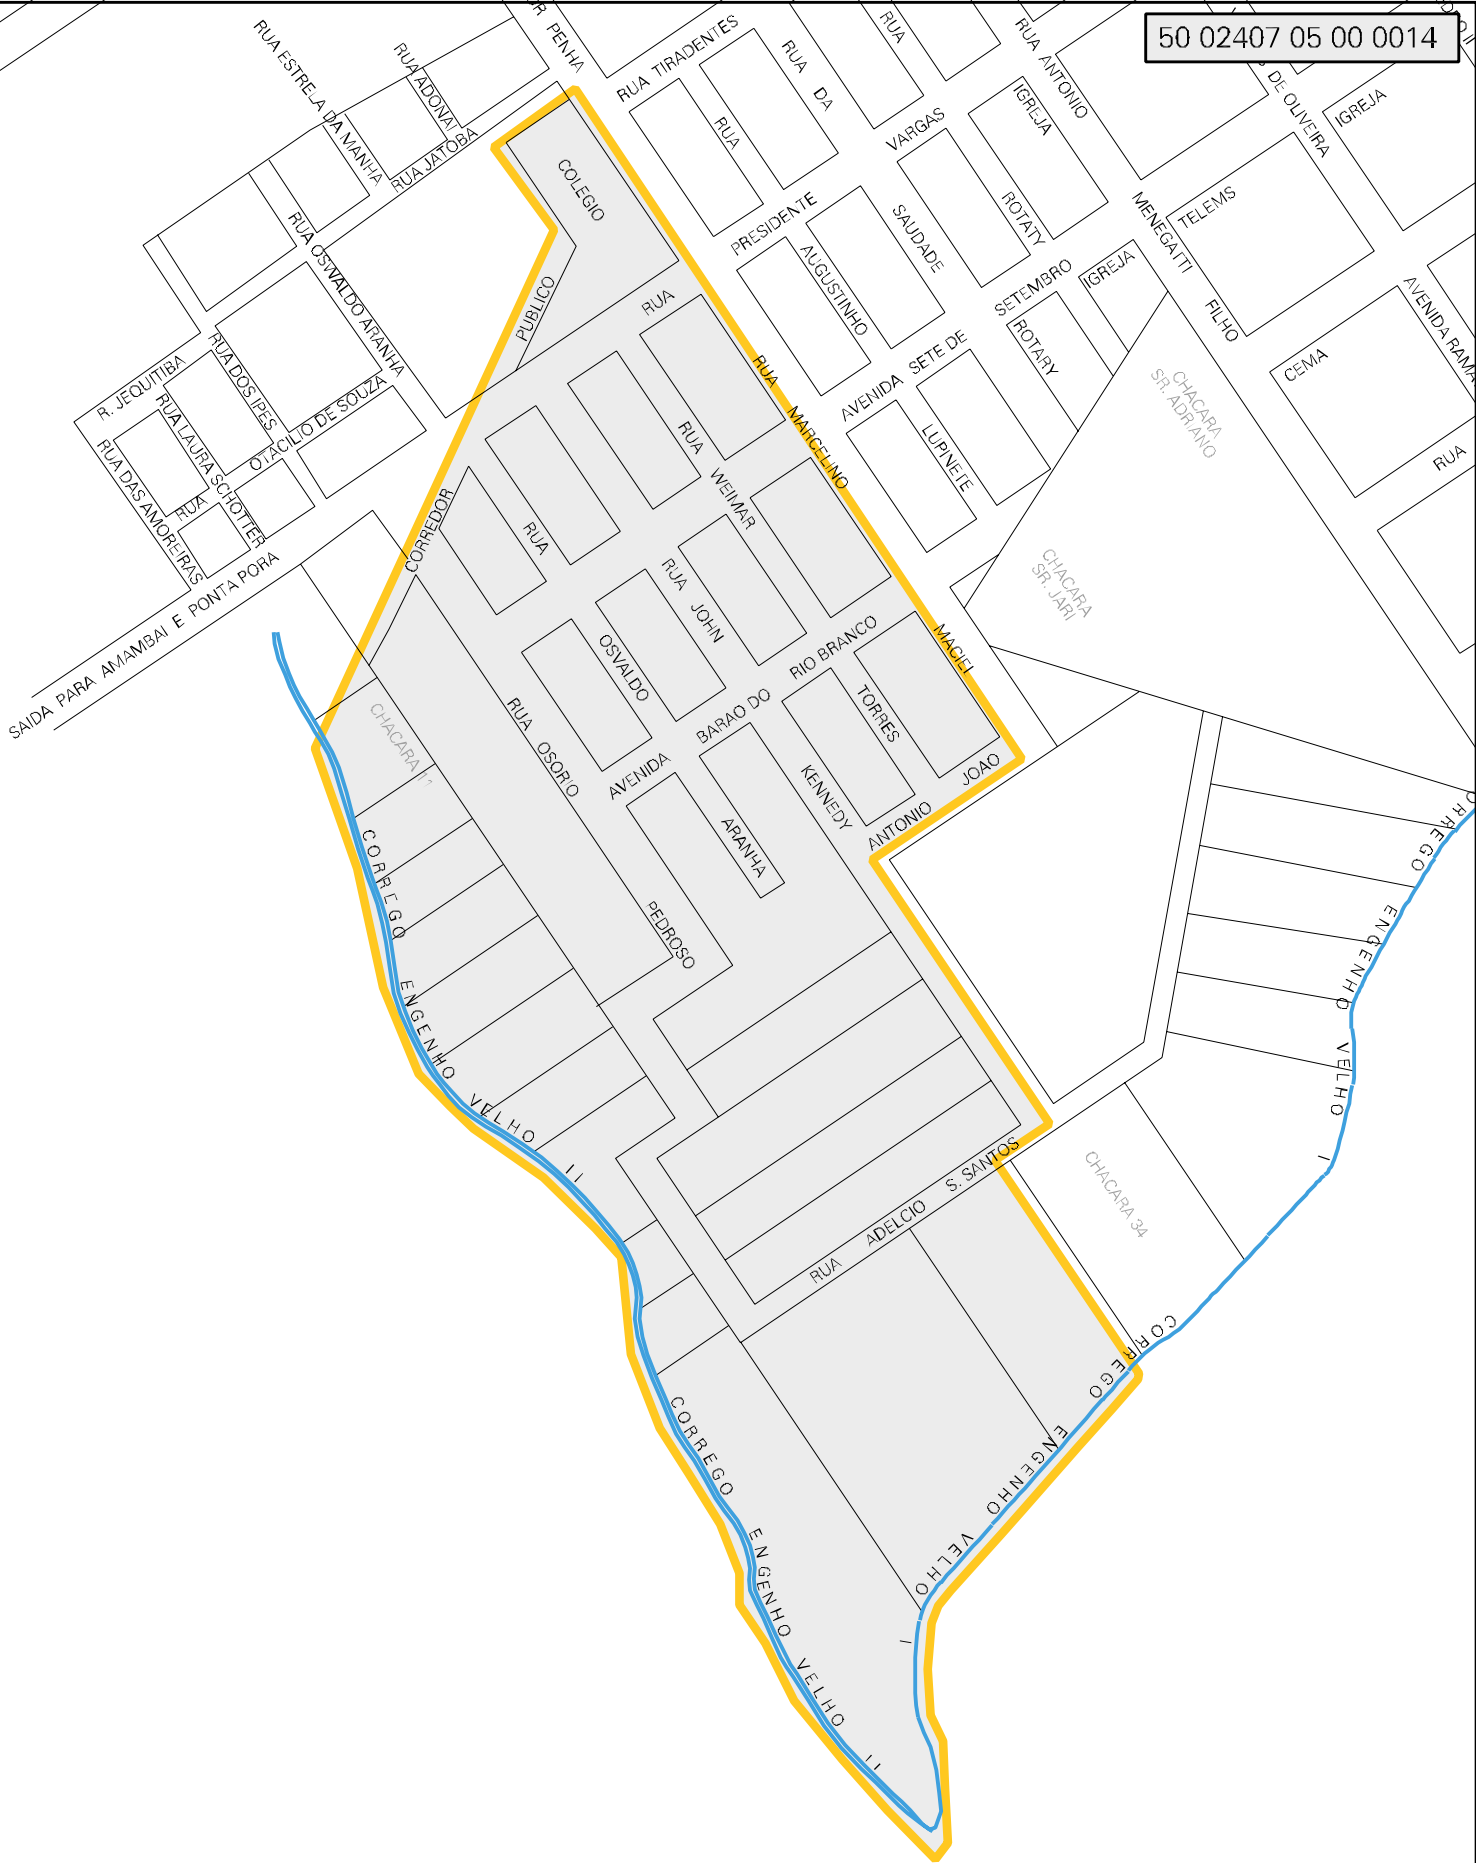 50 02407 05 00 0014
PENHA
RUA TIRADENTES
RUA DA
RUA
RUA ANTONIO
DE OLIVEIRA
IGREJA
RUA ESTRELA DA MANHA
RUA ADONAI
RUA JATOBA
RUA
VARGAS
IGREJA
COLEGIO
PRESIDENTE
SAUDADE
ROTATY
MENEGAITI
TELEMS
RUA OSWALDO ARANHA
PUBLICO
RUA
AUGUSTINHO
SETEMBRO
IGREJA
FILHO
AVENIDA RAMA
R. JEQUITIBA
RUA DOS IPES
RUA
AVENIDA SETE DE
ROTARY
CEMA
CHACARA
SR. ADRIANO
RUA LAURA SCHOTTER
OTACILIO DE SOUZA
RUA
RUA DAS AMOREIRAS
MARCELINO
LUPINETE
RUA
RUA
WEIMAR
CORREDOR
RUA
SAIDA PARA AMAMBAI E PONTA PORA
RUA JOHN
CHACARA
SR. JARI
OSVALDO
RIO BRANCO
MACIEL
CHACARA 11
RUA OSORIO
BARAO DO
TORRES
AVENIDA
KENNEDY
JOAO
ANTONIO
ARANHA
CORREGO ENGENHO VELHO I
CORREGO ENGENHO VELHO II
PEDROSO
S. SANTOS
ADELCIO
RUA
CHACARA 34
CORREGO ENGENHO VELHO I
CORREGO ENGENHO VELHO II